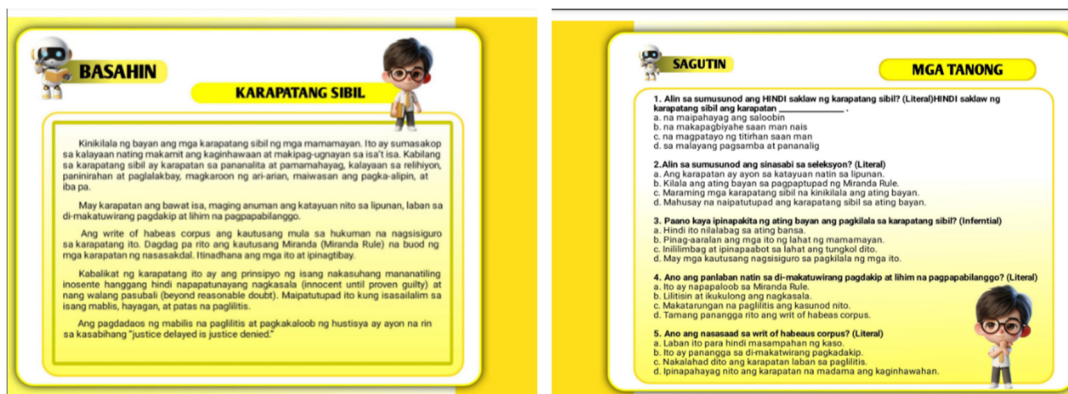 BASAHIN
KARAPATANG SIBIL
Kinikilala ng bayan ang mga karapatang sibil ng mga mamamayan. Ito ay sumasakop
sa kalayaan nating makamit ang kaginhawaan at makipag-ugnayan sa isa't isa. Kabilang
sa karapatang sibil ay karapatan sa pananalita at pamamahayag, kalayaan sa relihiyon,
paninirahan at paglalakbay, magkaroon ng ari-arian, maiwasan ang pagka-alipin, at
iba pa.
May karapatan ang bawat isa, maging anuman ang katayuan nito sa lipunan, laban sa
di-makatuwirang pagdakip at lihim na pagpapabilanggo.
Ang write of habeas corpus ang kautusang mula sa hukuman na nagsisiguro
sa karapatang ito. Dagdag pa rito ang kautusang Miranda (Miranda Rule) na buod ng
mga karapatan ng nasasakdal. Itinadhana ang mga ito at ipinagtibay.
Kabalikat ng karapatang ito ay ang prinsipyo ng isang nakasuhang mananatiling
inosente hanggang hindi napapatunayang nagkasala (innocent until proven guilty) at
nang walang pasubali (beyond reasonable doubt). Maipatutupad ito kung isasailalim sa
isang mablis, hayagan, at patas na paglilitis.
Ang pagdadaos ng mabilis na paglilitis at pagkakaloob ng hustisya ay ayon na rin
sa kasabihang "justice delayed is justice denied."
SAGUTIN
MGA TANONG
1. Alin sa sumusunod ang HINDI saklaw ng karapatang sibil? (Literal)HINDI saklaw ng
karapatang sibil ang karapatan _______________ .
a. na maipahayag ang saloobin
b. na makapagbiyahe saan man nais
c. na magpatayo ng titirhan saan man
d. sa malayang pagsamba at pananalig
2.Alin sa sumusunod ang sinasabi sa seleksyon? (Literal)
a. Ang karapatan ay ayon sa katayuan natin sa lipunan.
b. Kilala ang ating bayan sa pagpaptupad ng Miranda Rule.
c. Maraming mga karapatang sibil na kinikilala ang ating bayan.
d. Mahusay na naipatutupad ang karapatang sibil sa ating bayan.
3. Paano kaya ipinapakita ng ating bayan ang pagkilala sa karapatang sibil? (Inferntial)
a. Hindi ito nilalabag sa ating bansa.
b. Pinag-aaralan ang mga ito ng lahat ng mamamayan.
c. Inililimbag at ipinapaabot sa lahat ang tungkol dito.
d. May mga kautusang nagsisiguro sa pagkilala ng mga ito.
4. Ano ang panlaban natin sa di-makatuwirang pagdakip at lihim na pagpapabilanggo? (Literal)
a. Ito ay napapaloob sa Miranda Rule.
b. Lilitisin at ikukulong ang nagkasala.
c. Makatarungan na paglilitis ang kasunod nito.
d. Tamang panangga rito ang writ of habeas corpus.
5. Ano ang nasasaad sa writ of habeaus corpus? (Literal)
a. Laban ito para hindi masampahan ng kaso.
b. Ito ay panangga sa di-makatwirang pagkadakip.
c. Nakalahad dito ang karapatan laban sa paglilitis.
d. Ipinapahayag nito ang karapatan na madama ang kaginhawahan.